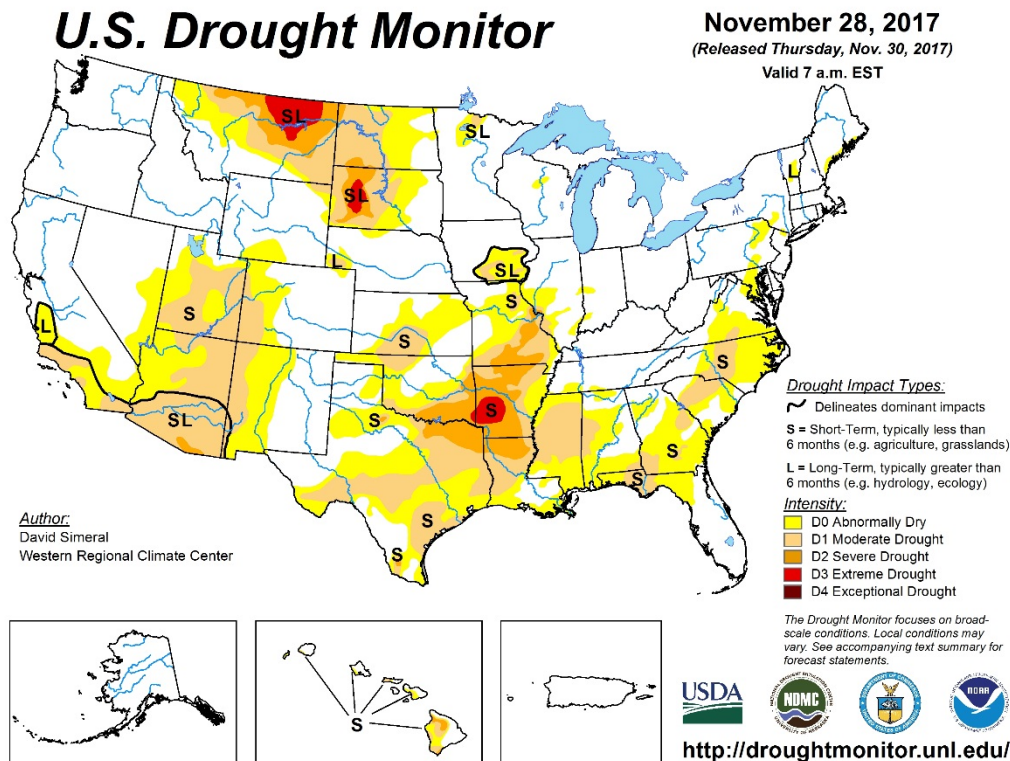 U.S. Drought Monitor
November 28, 2017
(Released Thursday, Nov. 30, 2017)
Valid 7 a.m. EST
SL
SL
L
SL
SL
S
L
S
L
S
S
SL
S
S
S
S
S
S
S
Author:
David Simeral
Western Regional Climate Center
Drought Impact Types:
Delineates dominant impacts
S = Short-Term, typically less than
6 months (e.g. agriculture, grasslands)
L = Long-Term, typically greater than
6 months (e.g. hydrology, ecology)
Intensity:
D0 Abnormally Dry
D1 Moderate Drought
D2 Severe Drought
D3 Extreme Drought
D4 Exceptional Drought
The Drought Monitor focuses on broad-
scale conditions. Local conditions may
vary. See accompanying text summary for
forecast statements.
S
USDA
NDMC
NOAA
http://droughtmonitor.unl.edu/